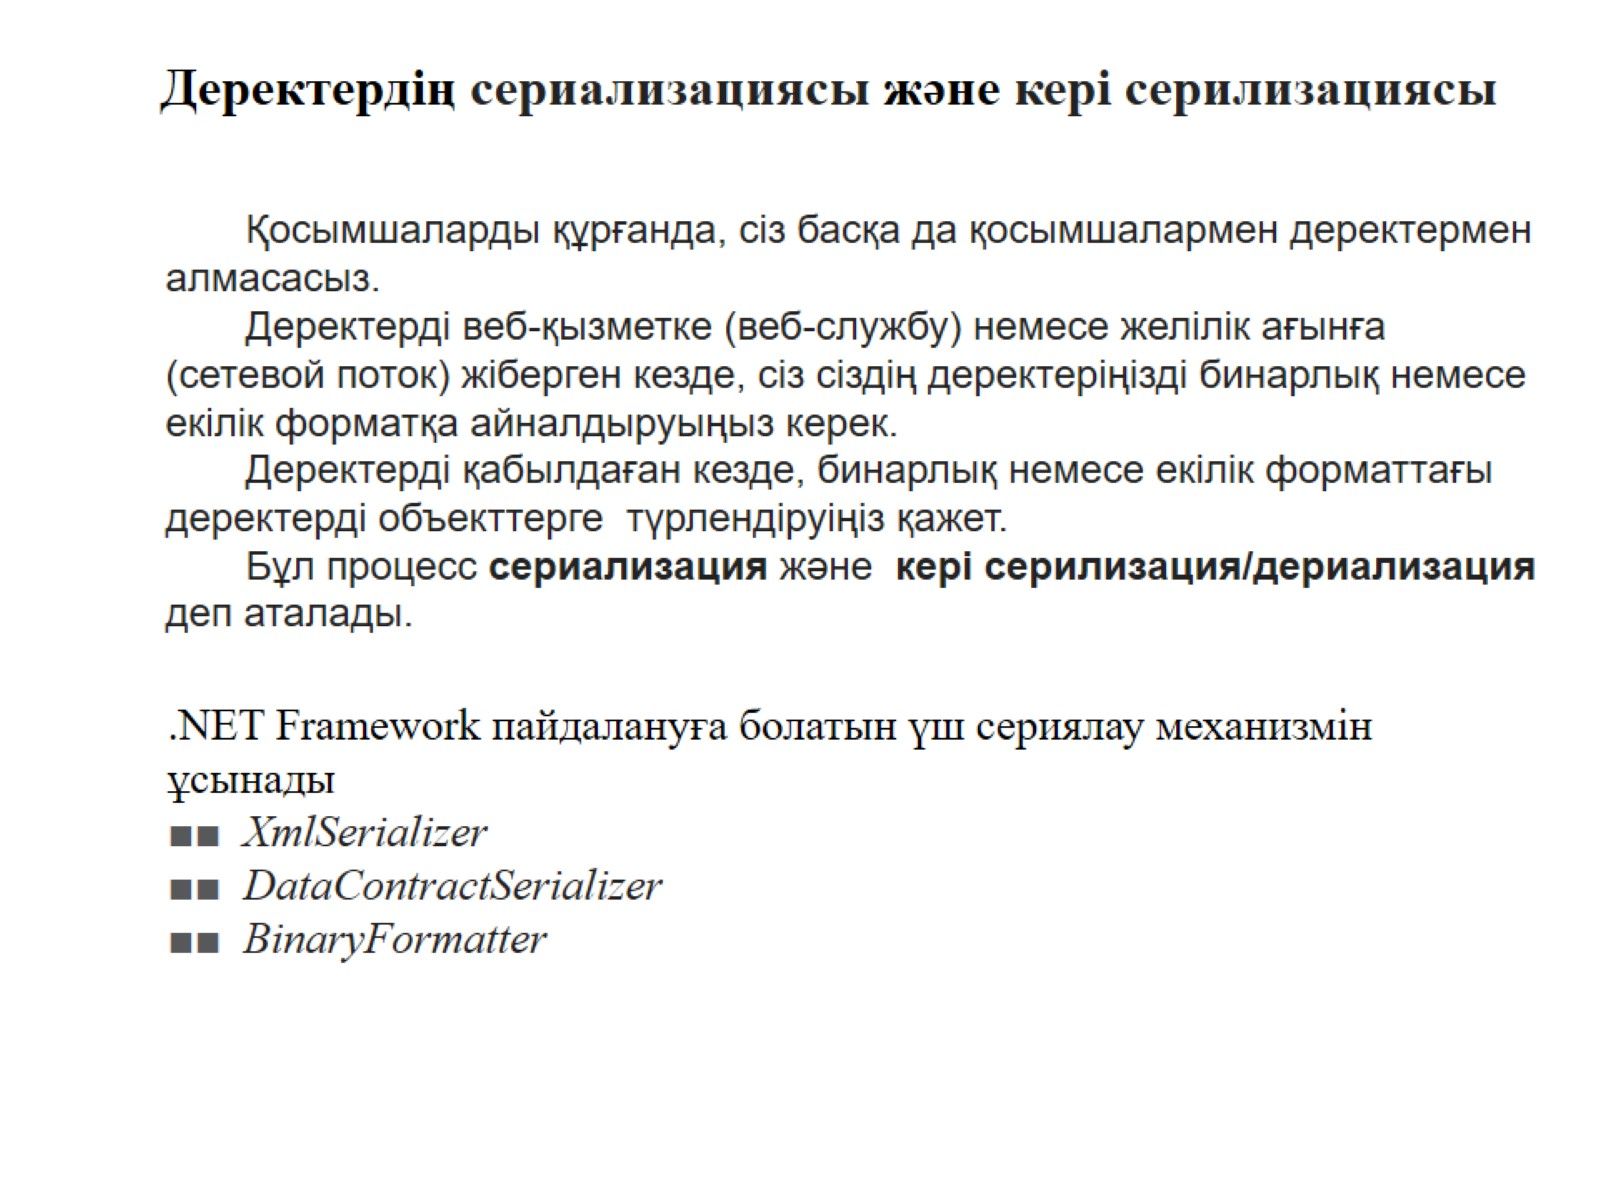 Деректердің сериализациясы және кері серилизациясы
Қосымшаларды құрғанда, сіз басқа да қосымшалармен деректермен
алмасасыз.
Деректерді веб-қызметке (веб-службу) немесе желілік ағынға
(сетевой поток) жіберген кезде, сіз сіздің деректеріңізді бинарлық немесе
екілік форматқа айналдыруыңыз керек.
Деректерді қабылдаған кезде, бинарлық немесе екілік форматтағы
деректерді объекттерге түрлендіруіңіз қажет.
Бұл процесс сериализация және кері серилизация/дериализация
деп аталады.
.NET Framework пайдалануға болатын үш сериялау механизмін
ұсынады
■■ XmlSerializer
■■ DataContractSerializer
■■ BinaryFormatter